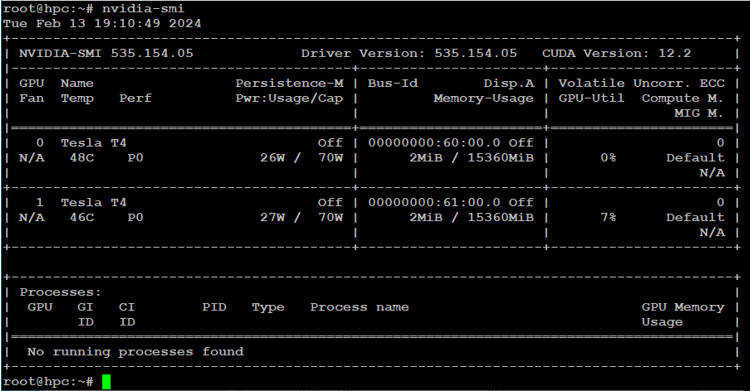 root@hpc:~# nvidia-smi
Tue Feb 13 19:10:49 2024
+---------------------------------------------------------------------------------------+
| NVIDIA-SMI 535.154.05             Driver Version: 535.154.05   CUDA Version: 12.2     |
|-----------------------------------------+----------------------+----------------------+
| GPU  Name                 Persistence-M | Bus-Id        Disp.A | Volatile Uncorr. ECC |
| Fan  Temp   Perf          Pwr:Usage/Cap |         Memory-Usage | GPU-Util  Compute M. |
|                                         |                      |               MIG M. |
|=========================================+======================+======================|
|   0  Tesla T4                       Off | 00000000:60:00.0 Off |                    0 |
| N/A   48C    P0              26W /  70W |      2MiB / 15360MiB |      0%      Default |
|                                         |                      |                  N/A |
+-----------------------------------------+----------------------+----------------------+
|   1  Tesla T4                       Off | 00000000:61:00.0 Off |                    0 |
| N/A   46C    P0              27W /  70W |      2MiB / 15360MiB |      7%      Default |
|                                         |                      |                  N/A |
+-----------------------------------------+----------------------+----------------------+

+---------------------------------------------------------------------------------------+
| Processes:                                                                            |
|  GPU   GI   CI        PID   Type   Process name                            GPU Memory |
|        ID   ID                                                             Usage      |
|=======================================================================================|
|  No running processes found                                                           |
+---------------------------------------------------------------------------------------+
root@hpc:~#